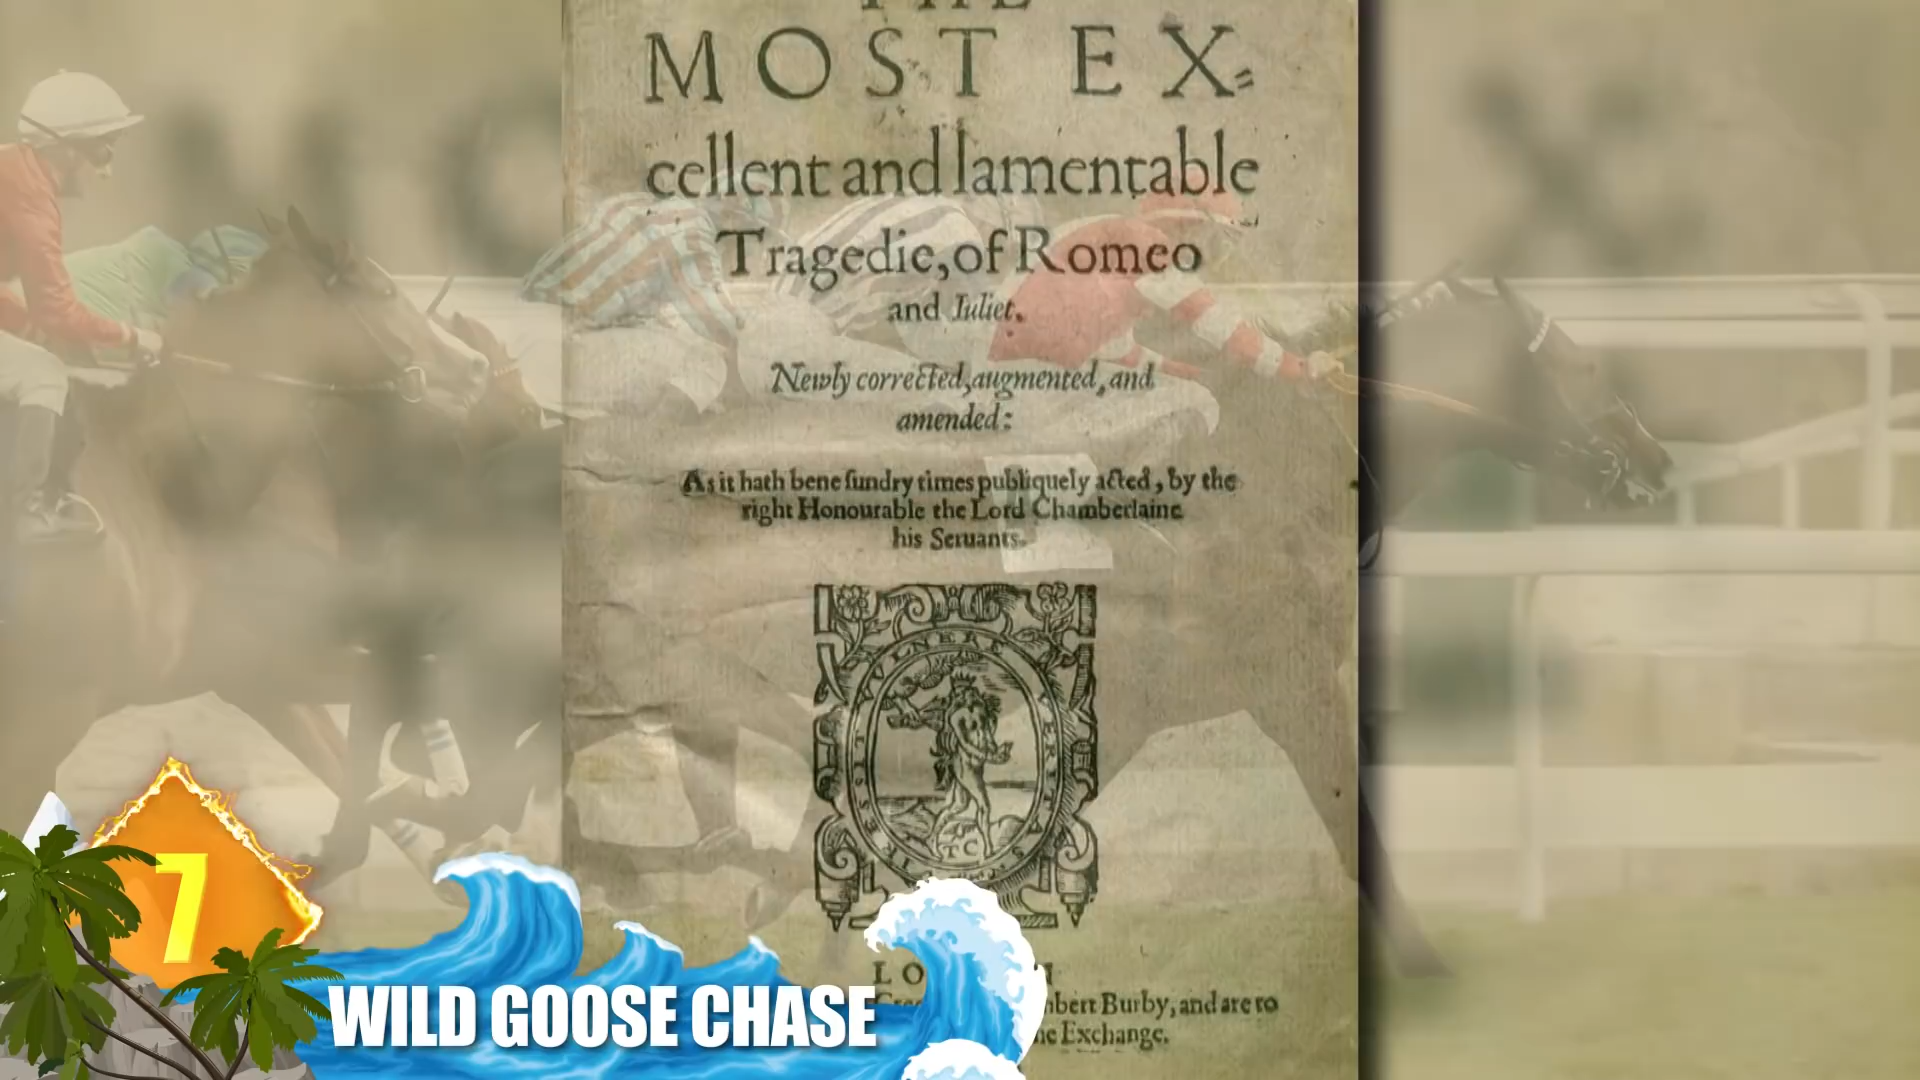 THE
MOST EX=
cellent and lamentable
Tragedie, of Romeo
and Iuliet.
Newly corrected, augmented, and
amended:
As it hath bene ſundry times publiquely acted, by the
right Honourable the Lord Chamberlaine
his Seruants.
TC
LO
Burby, and are to
Exchange.
7
WILD GOOSE CHASE